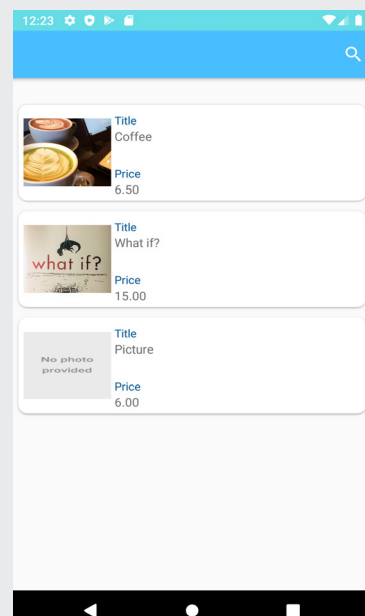 12:23
Title
Coffee
Price
6.50
what if?
Title
What if?
Price
15.00
No photo
provided
Title
Picture
Price
6.00